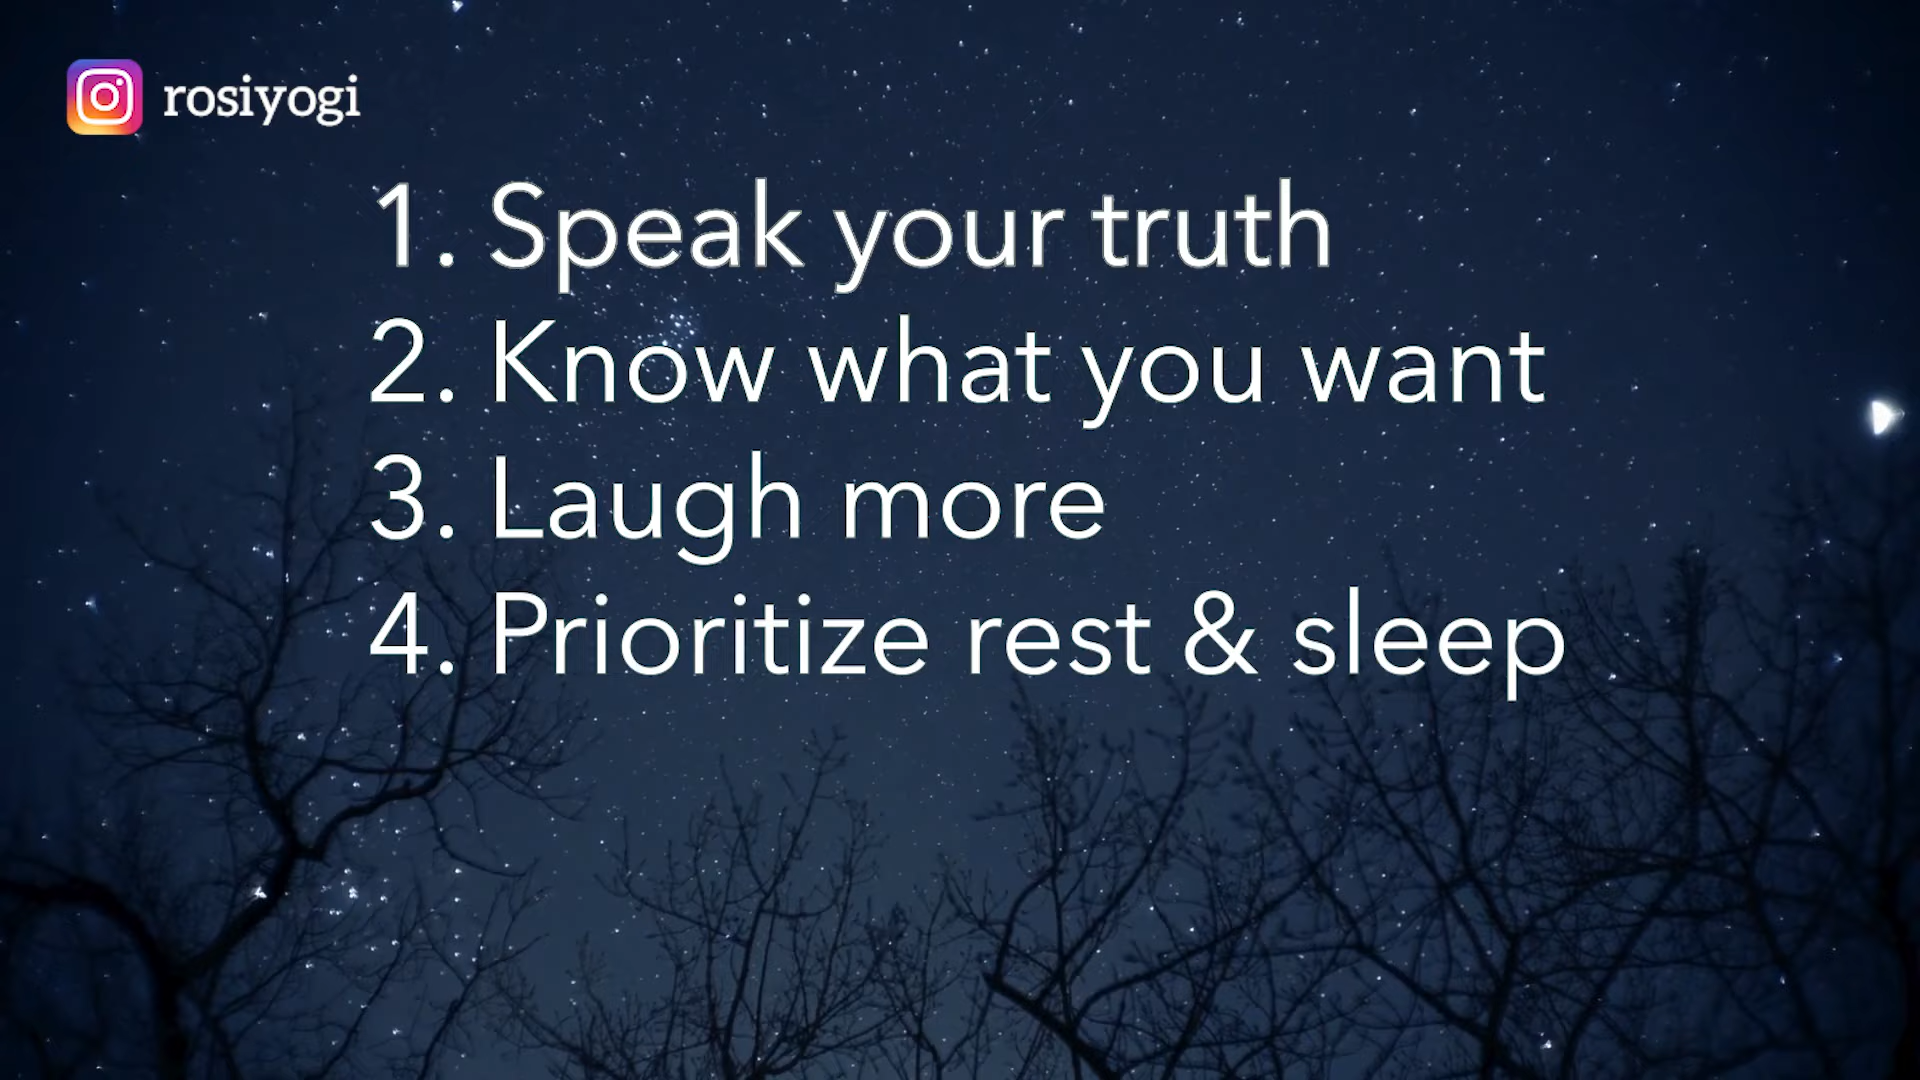 rosiyogi
1. Speak your truth
2. Know what you want
3. Laugh more
4. Prioritize rest & sleep